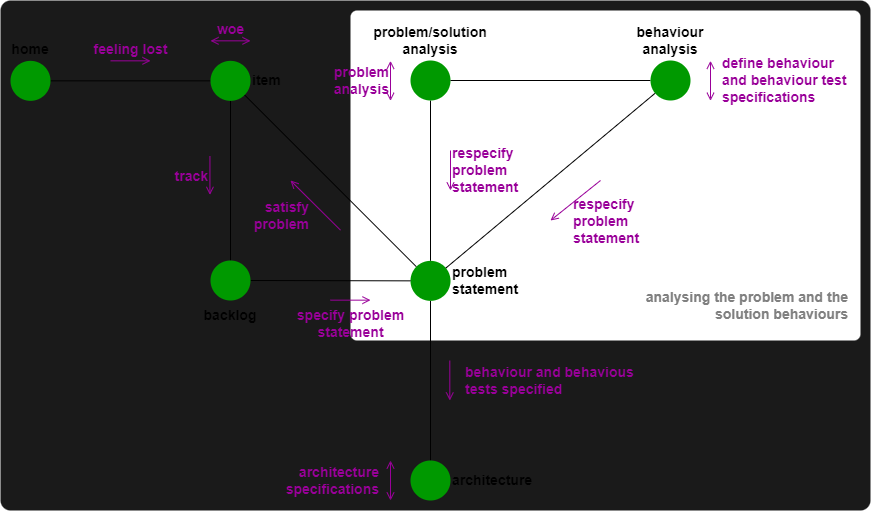 home
feeling lost
woe
item
problem/solution
analysis
behaviour
analysis
problem
analysis
define behaviour
and behaviour test
specifications
track
satisfy
problem
respecify
problem
statement
respecify
problem
statement
backlog
specify problem
statement
problem
statement
analysing the problem and the
solution behaviours
behaviour and behavious
tests specified
architecture
specifications
architecture